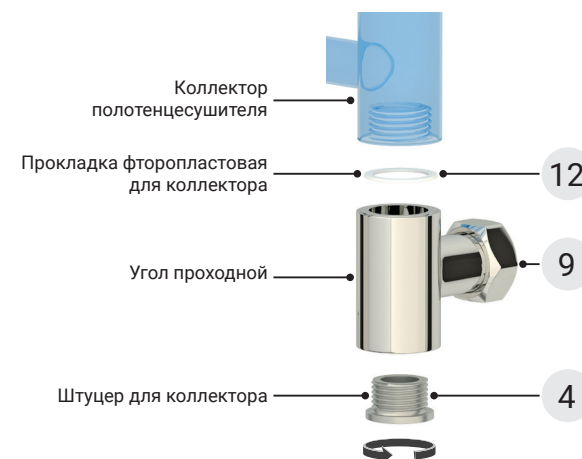 Коллектор
полотенцесушителя
Прокладка фторопластовая
для коллектора
12
Угол проходной
9
Штуцер для коллектора
4